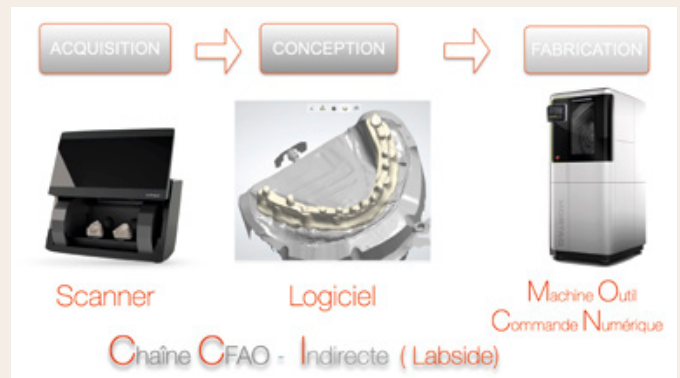 ACQUISITION
CONCEPTION
FABRICATION
Scanner
Logiciel
Machine Outil
Commande Numérique
Chaîne CFAO - Indirecte (Labside)